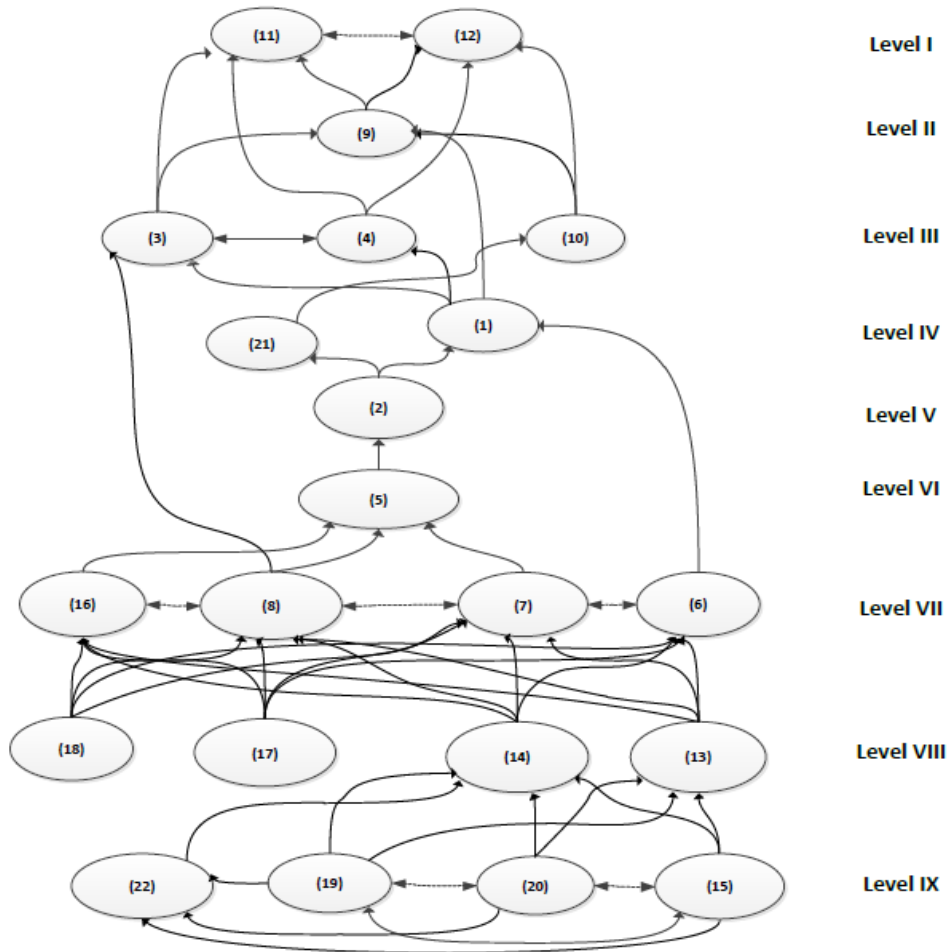 (11) (12) Level I
(9) Level II
(3) (4) (10) Level III
(21) (1) Level IV
(2) Level V
(5) Level VI
(16) (8) (7) (6) Level VII
(18) (17) (14) (13) Level VIII
(22) (19) (20) (15) Level IX